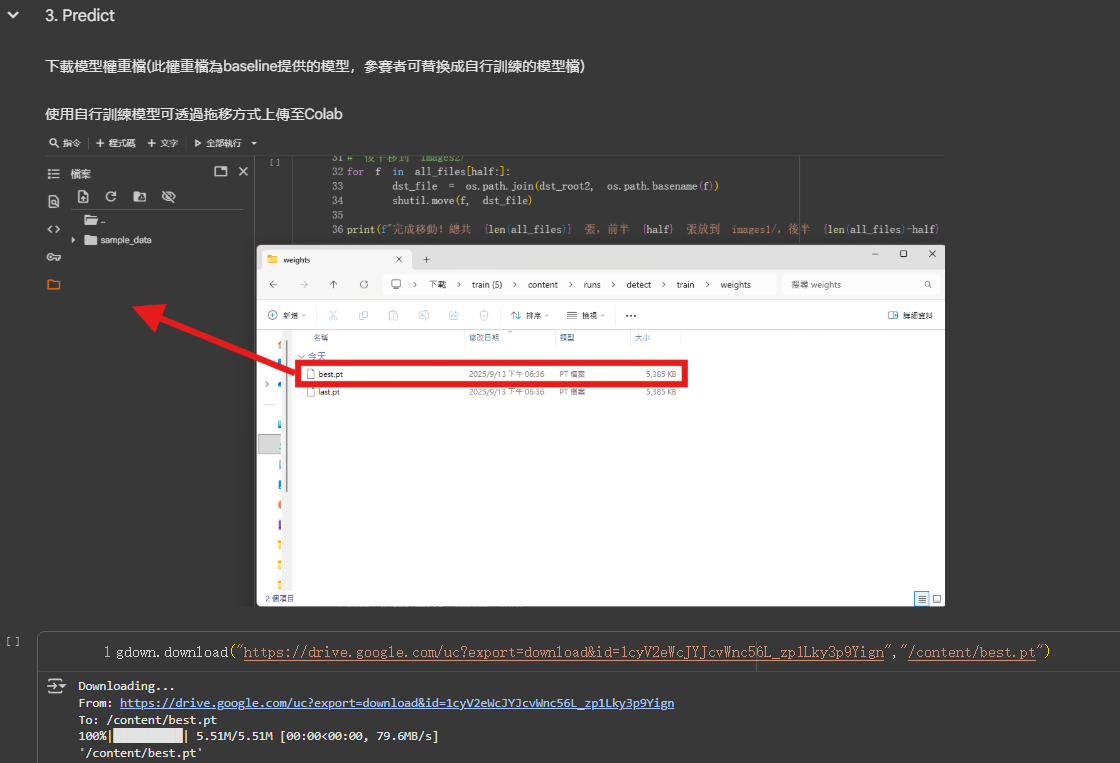 3. Predict
下載模型權重檔(此權重檔為baseline提供的模型，參賽者可替換成自行訓練的模型檔)
使用自行訓練模型可透過拖移方式上傳至Colab
指令 + 程式碼 + 文字 全部執行
檔案
..
sample_data
[ ]
31 # 後半移到 images2/
32 for f in all_files[half:]:
33 dst_file = os.path.join(dst_root2, os.path.basename(f))
34 shutil.move(f, dst_file)
35
36 print(f"完成移動! 總共 {len(all_files)} 張，前半 {half} 張放到 images1/，後半 {len(all_files)-half}
weights
下載 > train (5) > content > runs > detect > train > weights
搜尋 weights
新增 排序 檢視 ... 詳細資料
名稱 修改日期 類型 大小
今天
best.pt 2025/9/13 下午 06:36 PT 檔案 5,385 KB
last.pt 2025/9/13 下午 06:36 PT 檔案 5,385 KB
2 個項目
[ ]
1 gdown.download("https://drive.google.com/uc?export=download&id=1cyV2eWcJYJcvWnc56L_zp1Lky3p9Yign","/content/best.pt")
Downloading...
From: https://drive.google.com/uc?export=download&id=1cyV2eWcJYJcvWnc56L_zp1Lky3p9Yign
To: /content/best.pt
100%|██████████| 5.51M/5.51M [00:00<00:00, 79.6MB/s]
'/content/best.pt'